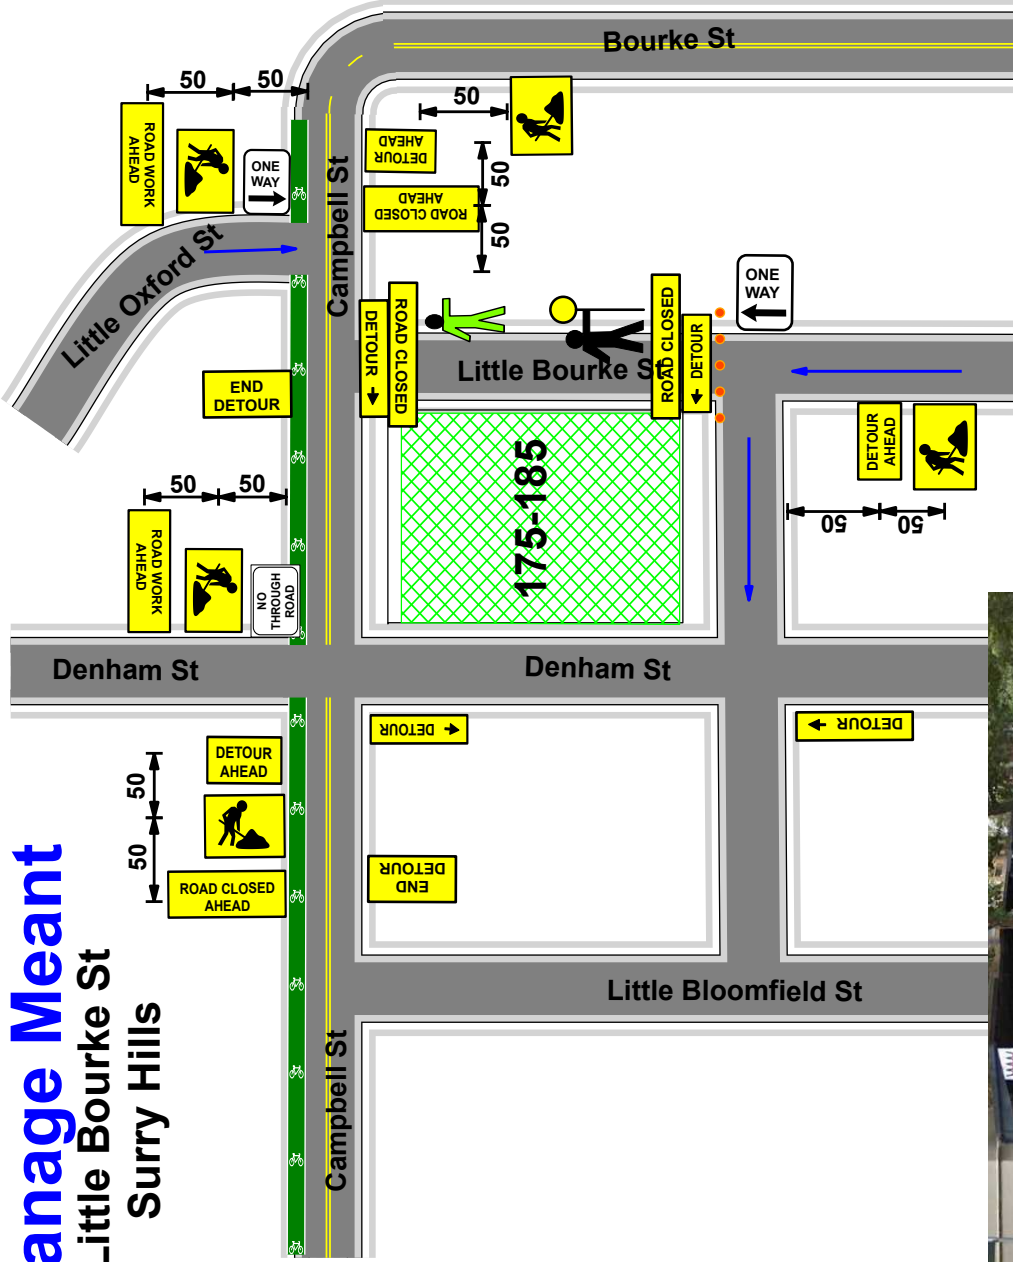 Bourke St
50
50
50
ROAD WORK
AHEAD
ONE
WAY
DETOUR
AHEAD
50
ROAD CLOSED
AHEAD
50
Campbell St
Little Oxford St
ROAD CLOSED
DETOUR
ROAD CLOSED
DETOUR
ONE
WAY
Little Bourke St
END
DETOUR
DETOUR
AHEAD
175-185
50
50
50
50
ROAD WORK
AHEAD
NO
THROUGH
ROAD
Denham St
Denham St
DETOUR
DETOUR
DETOUR
AHEAD
50
50
ROAD CLOSED
AHEAD
END
DETOUR
Little Bloomfield St
Campbell St
anage Meant
Little Bourke St
Surry Hills